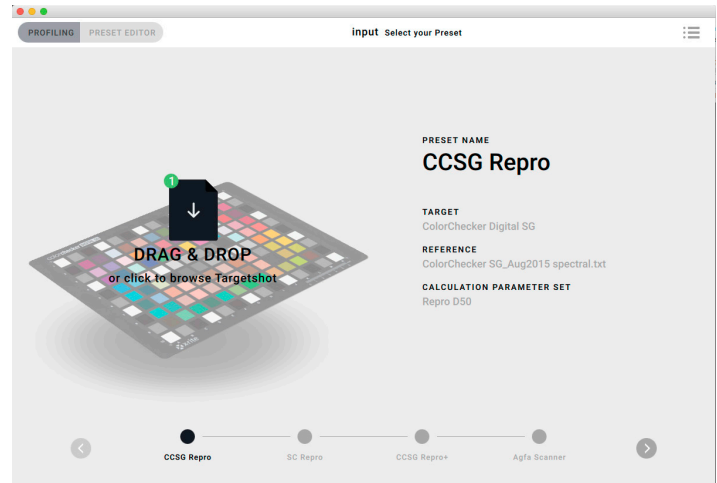 PROFILING
PRESET EDITOR
input Select your Preset
PRESET NAME
CCSG Repro
1
DRAG & DROP
or click to browse Targetshot
TARGET
ColorChecker Digital SG
REFERENCE
ColorChecker SG_Aug2015 spectral.txt
CALCULATION PARAMETER SET
Repro D50
CCSG Repro
SC Repro
CCSG Repro+
Agfa Scanner